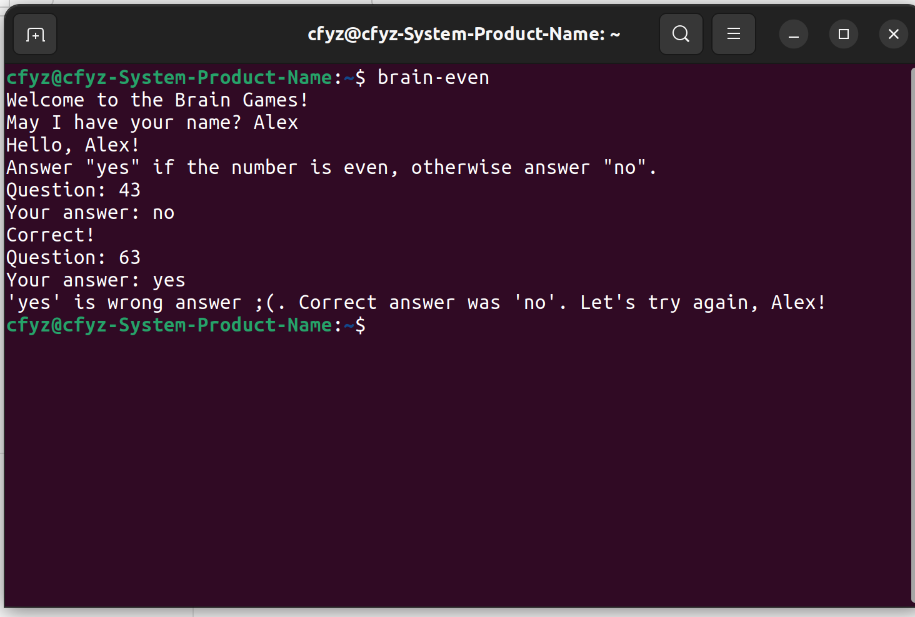 cfyz@cfyz-System-Product-Name: ~
cfyz@cfyz-System-Product-Name:~$ brain-even
Welcome to the Brain Games!
May I have your name? Alex
Hello, Alex!
Answer "yes" if the number is even, otherwise answer "no".
Question: 43
Your answer: no
Correct!
Question: 63
Your answer: yes
'yes' is wrong answer ;(. Correct answer was 'no'. Let's try again, Alex!
cfyz@cfyz-System-Product-Name:~$